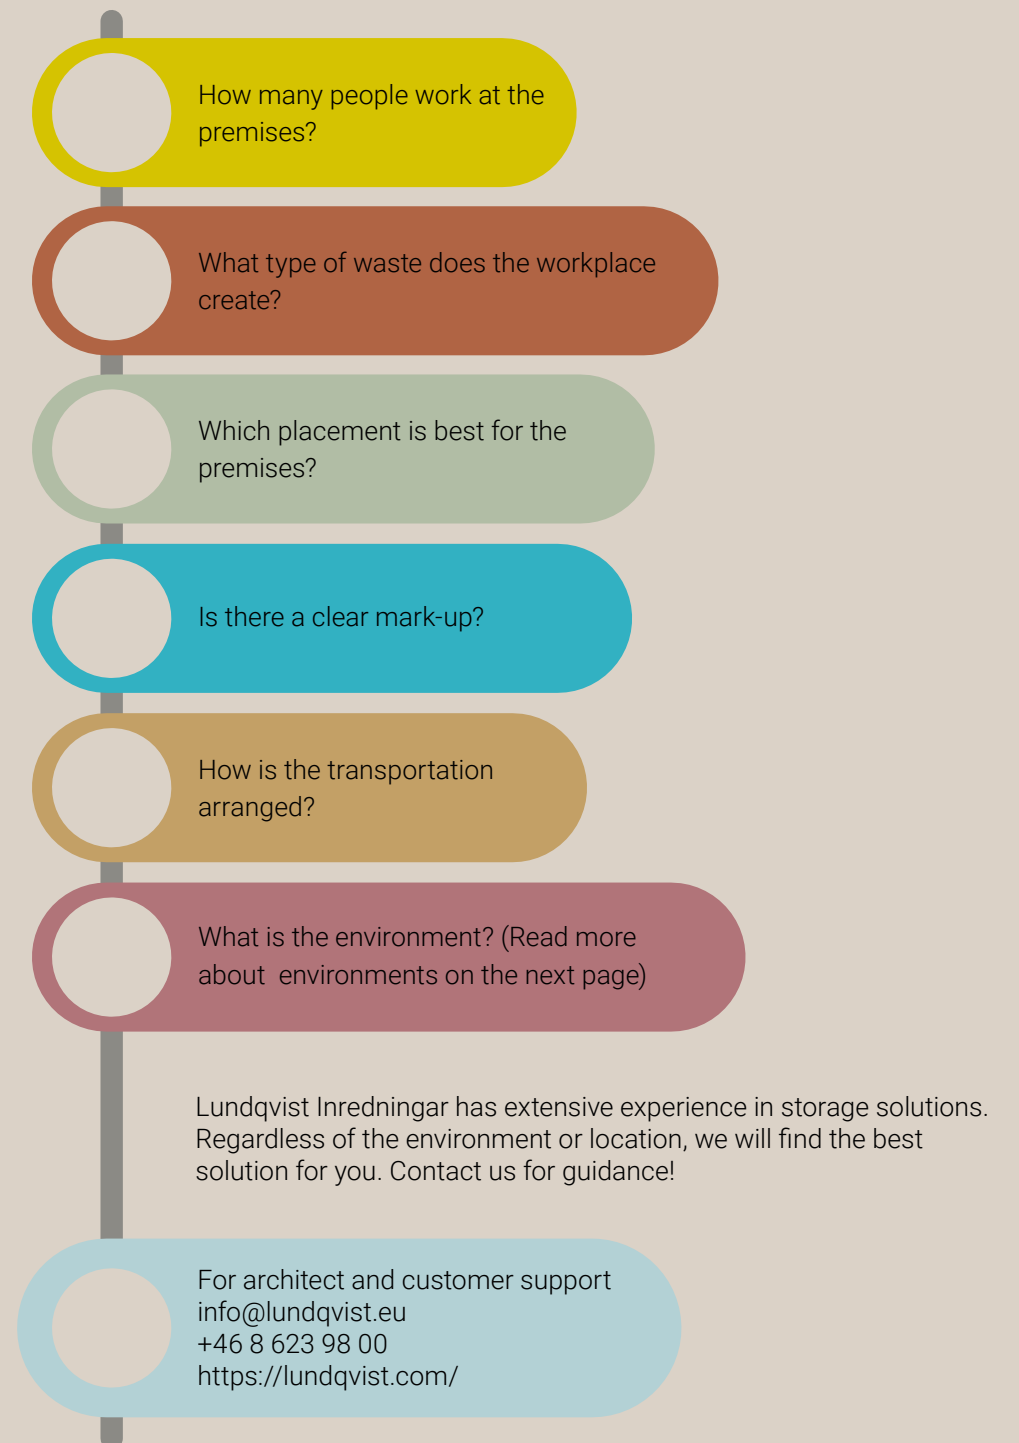 How many people work at the
premises?
What type of waste does the workplace
create?
Which placement is best for the
premises?
Is there a clear mark-up?
How is the transportation
arranged?
What is the environment? (Read more
about  environments on the next page)
Lundqvist Inredningar has extensive experience in storage solutions.
Regardless of the environment or location, we will find the best
solution for you. Contact us for guidance!
For architect and customer support
info@lundqvist.eu
+46 8 623 98 00
https://lundqvist.com/